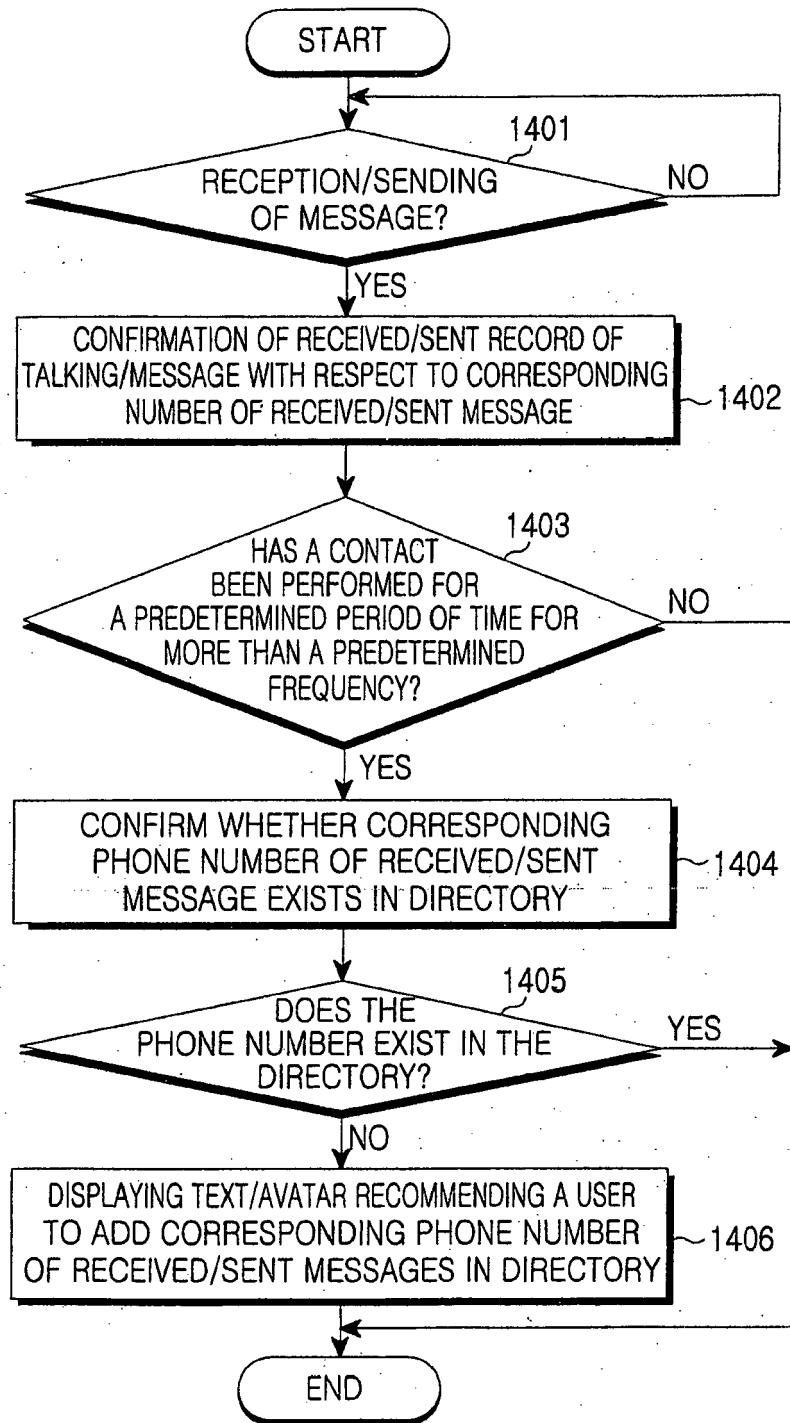 START
1401
RECEPTION/SENDING
OF MESSAGE?
NO
YES
CONFIRMATION OF RECEIVED/SENT RECORD OF
TALKING/MESSAGE WITH RESPECT TO CORRESPONDING
NUMBER OF RECEIVED/SENT MESSAGE
1402
1403
HAS A CONTACT
BEEN PERFORMED FOR
A PREDETERMINED PERIOD OF TIME FOR
MORE THAN A PREDETERMINED
FREQUENCY?
NO
YES
CONFIRM WHETHER CORRESPONDING
PHONE NUMBER OF RECEIVED/SENT
MESSAGE EXISTS IN DIRECTORY
1404
1405
DOES THE
PHONE NUMBER EXIST IN THE
DIRECTORY?
YES
NO
DISPLAYING TEXT/AVATAR RECOMMENDING A USER
TO ADD CORRESPONDING PHONE NUMBER
OF RECEIVED/SENT MESSAGES IN DIRECTORY
1406
END